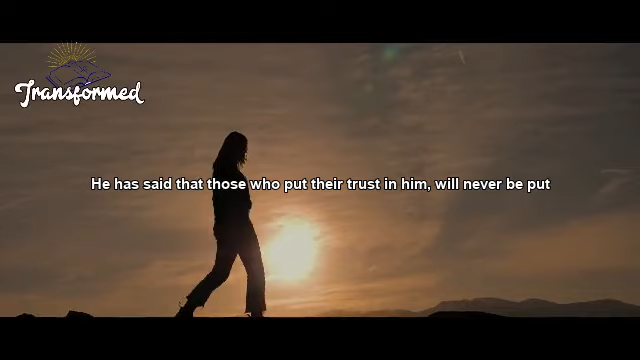 Transformed
He has said that those who put their trust in him, will never be put